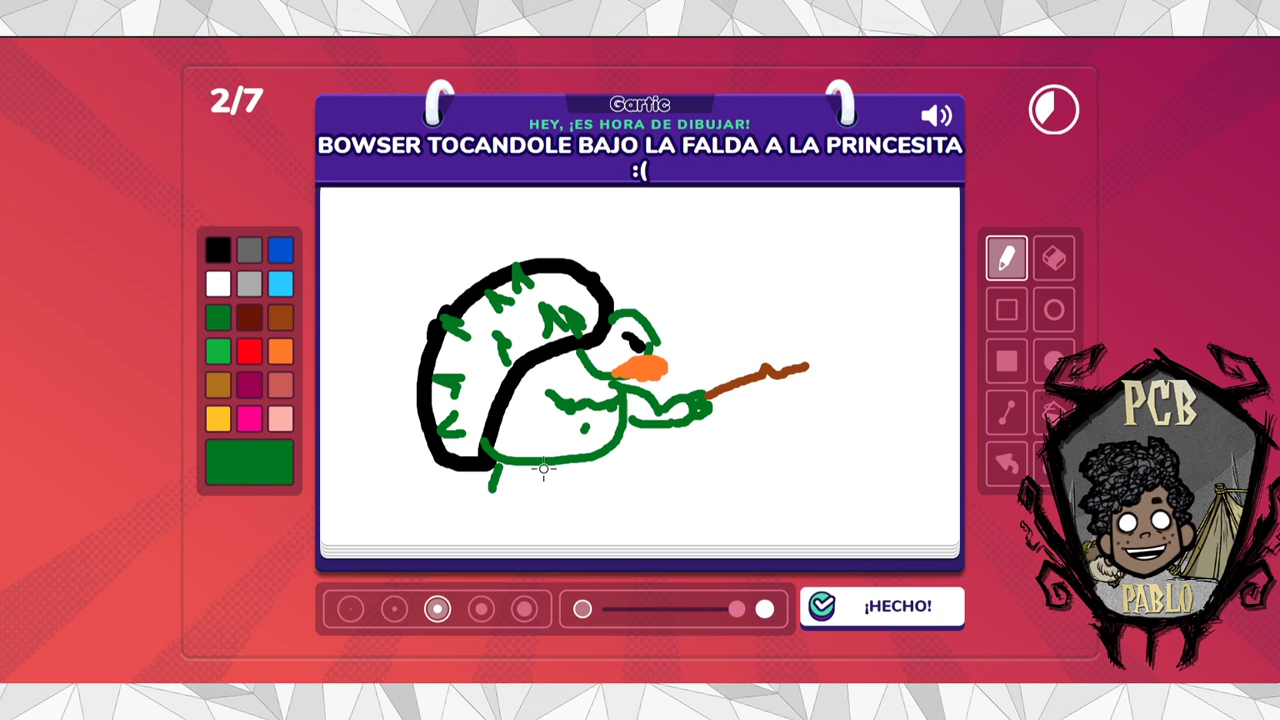 2/7
Gartic
HEY, ¡ES HORA DE DIBUJAR!
BOWSER TOCANDOLE BAJO LA FALDA A LA PRINCESITA
:(
PCB
PABLO
¡HECHO!